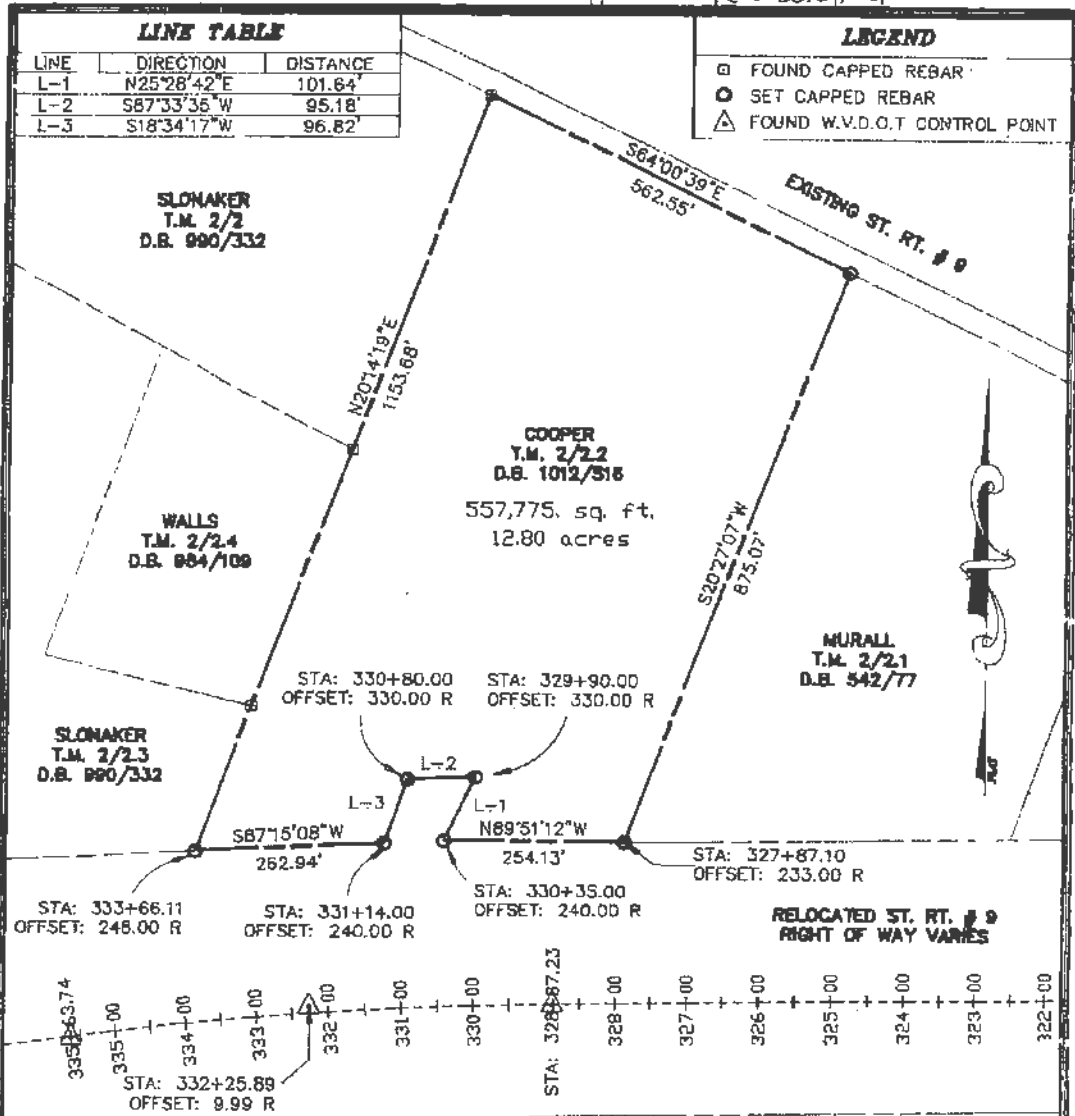 LINE TABLE
LINE DIRECTION DISTANCE
L-1 N25°28'42"E 101.64'
L-2 S87°33'35"W 95.18'
L-3 S18°34'17"W 96.82'
LEGEND
FOUND CAPPED REBAR
SET CAPPED REBAR
FOUND W.V.D.O.T CONTROL POINT
S64°00'39"E
562.55'
EXISTING ST. RT. # 9
SLONAKER
T.M. 2/2
D.B. 990/332
N20°14'19"E
1153.68'
COOPER
T.M. 2/2.2
D.B. 1012/516
557,775. sq. ft.
12.80 acres
WALLS
T.M. 2/2.4
D.B. 984/109
S20°27'07"W
875.07'
MURALL
T.M. 2/2.1
D.B. 542/77
STA: 330+80.00
OFFSET: 330.00 R
STA: 329+90.00
OFFSET: 330.00 R
SLONAKER
T.M. 2/2.3
D.B. 990/332
L-2
L-3
L-1
S87°15'08"W
262.94'
N89°51'12"W
254.13'
STA: 327+87.10
OFFSET: 233.00 R
STA: 333+66.11
OFFSET: 248.00 R
STA: 331+14.00
OFFSET: 240.00 R
STA: 330+35.00
OFFSET: 240.00 R
RELOCATED ST. RT. # 9
RIGHT OF WAY VARIES
335+63.74
335+00
334+00
333+00
332+00
331+00
330+00
STA: 328+87.23
328+00
327+00
326+00
325+00
324+00
323+00
322+00
STA: 332+25.89
OFFSET: 9.99 R